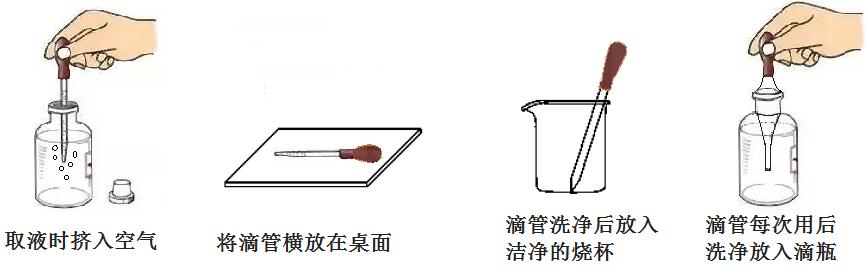 取液时挤入空气
将滴管横放在桌面
滴管洗净后放入
洁净的烧杯
滴管每次用后
洗净放入滴瓶